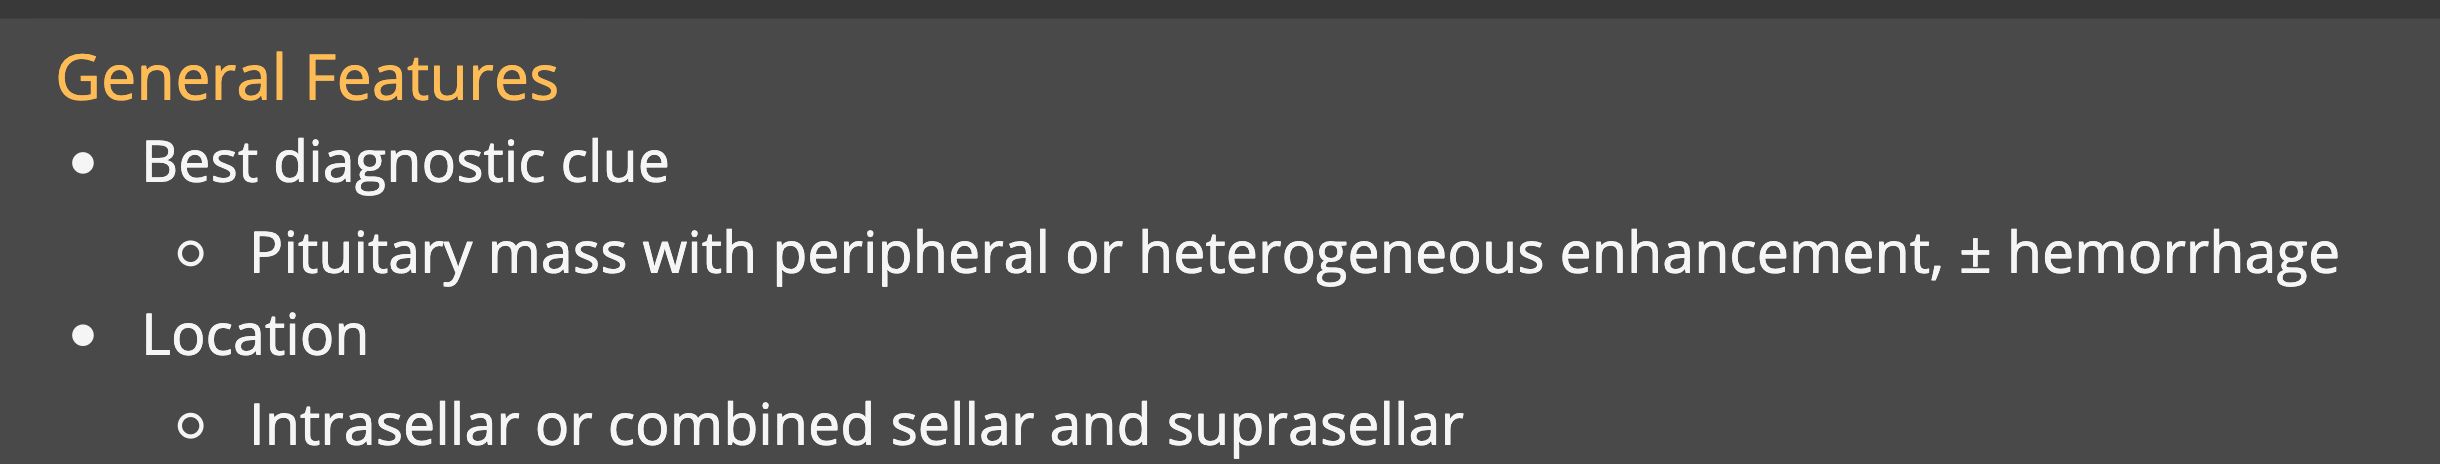 General Features
• Best diagnostic clue
○ Pituitary mass with peripheral or heterogeneous enhancement, ± hemorrhage
• Location
○ Intrasellar or combined sellar and suprasellar